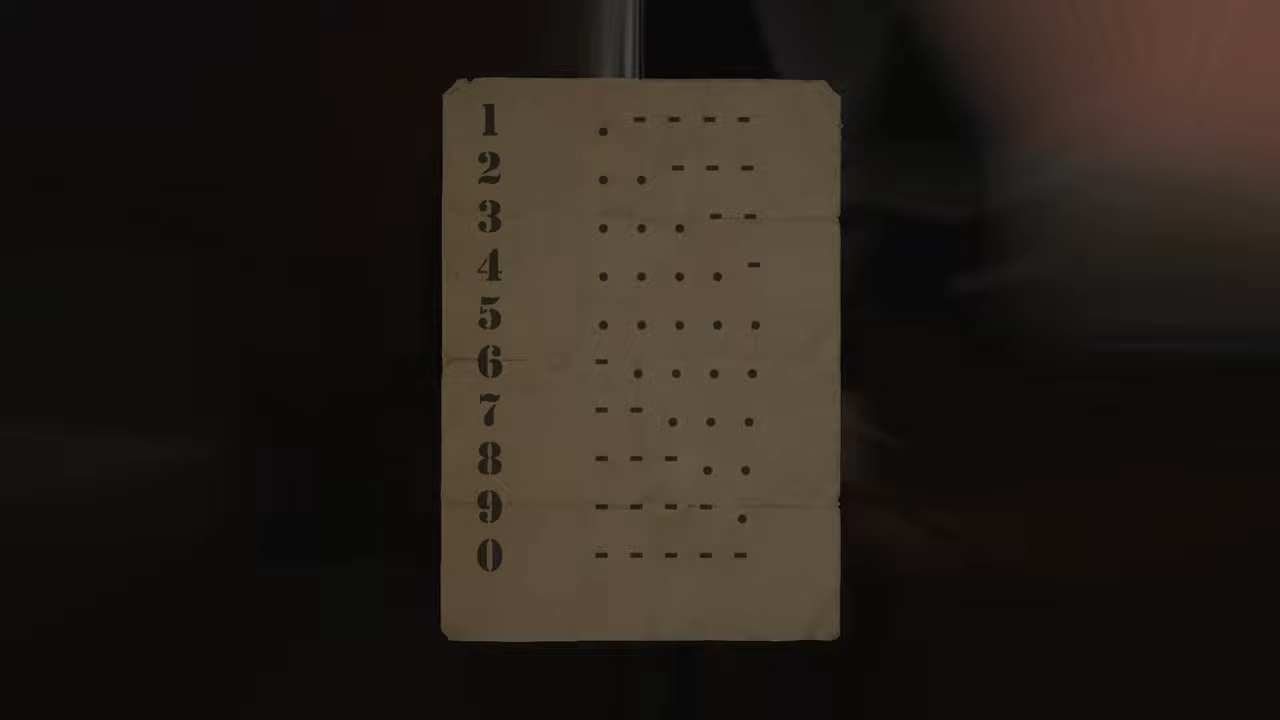 1 . - - - -
2 . . - - -
3 . . . - -
4 . . . . -
5 . . . . .
6 - . . . .
7 - - . . .
8 - - - . .
9 - - - - .
0 - - - - -